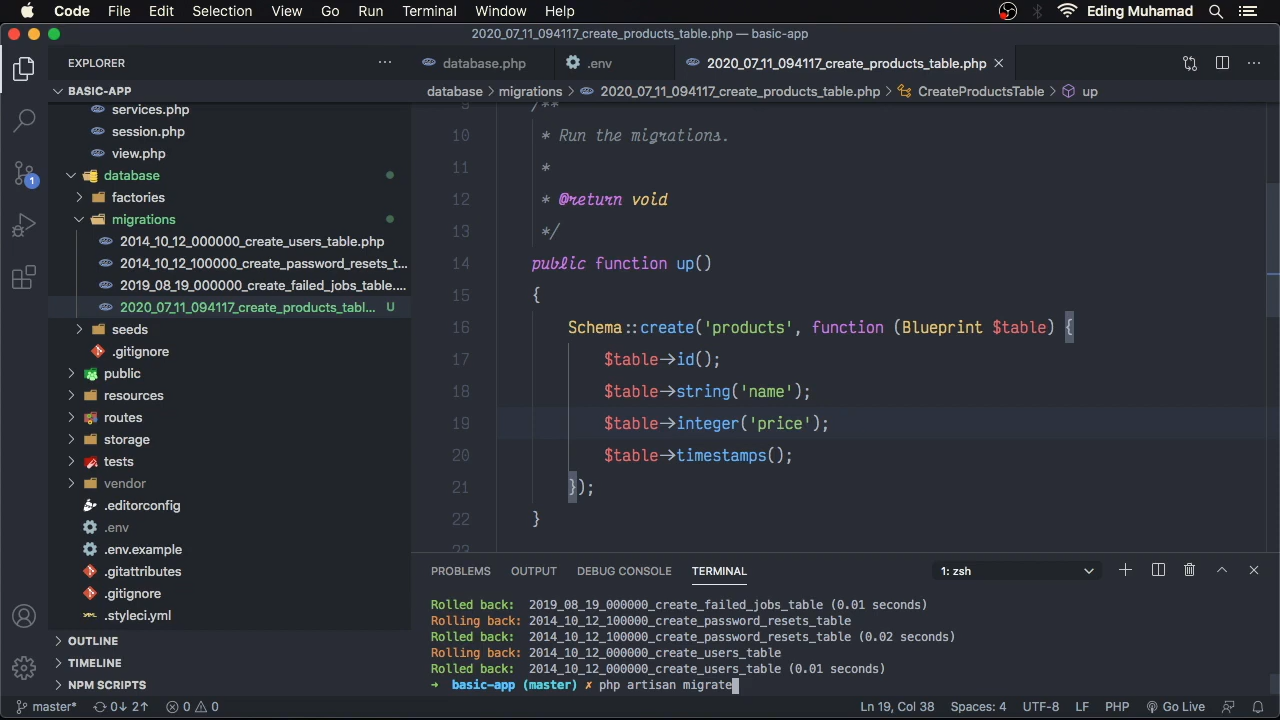 Code File Edit Selection View Go Run Terminal Window Help Eding Muhamad
2020_07_11_094117_create_products_table.php — basic-app
EXPLORER
BASIC-APP
services.php
session.php
view.php
database
factories
migrations
2014_10_12_000000_create_users_table.php
2014_10_12_100000_create_password_resets_t...
2019_08_19_000000_create_failed_jobs_table....
2020_07_11_094117_create_products_tabl... U
seeds
.gitignore
public
resources
routes
storage
tests
vendor
.editorconfig
.env
.env.example
.gitattributes
.gitignore
.styleci.yml
OUTLINE
TIMELINE
NPM SCRIPTS
1
database.php .env 2020_07_11_094117_create_products_table.php
database > migrations > 2020_07_11_094117_create_products_table.php > CreateProductsTable > up
9 /**
10 * Run the migrations.
11 *
12 * @return void
13 */
14 public function up()
15 {
16 Schema::create('products', function (Blueprint $table) {
17 $table->id();
18 $table->string('name');
19 $table->integer('price');
20 $table->timestamps();
21 });
22 }
23
PROBLEMS OUTPUT DEBUG CONSOLE TERMINAL 1: zsh
Rolled back: 2019_08_19_000000_create_failed_jobs_table (0.01 seconds)
Rolling back: 2014_10_12_100000_create_password_resets_table
Rolled back: 2014_10_12_100000_create_password_resets_table (0.02 seconds)
Rolling back: 2014_10_12_000000_create_users_table
Rolled back: 2014_10_12_000000_create_users_table (0.01 seconds)
→ basic-app (master) ✗ php artisan migrate
master* 0↓ 2↑ 0 0 Ln 19, Col 38 Spaces: 4 UTF-8 LF PHP Go Live